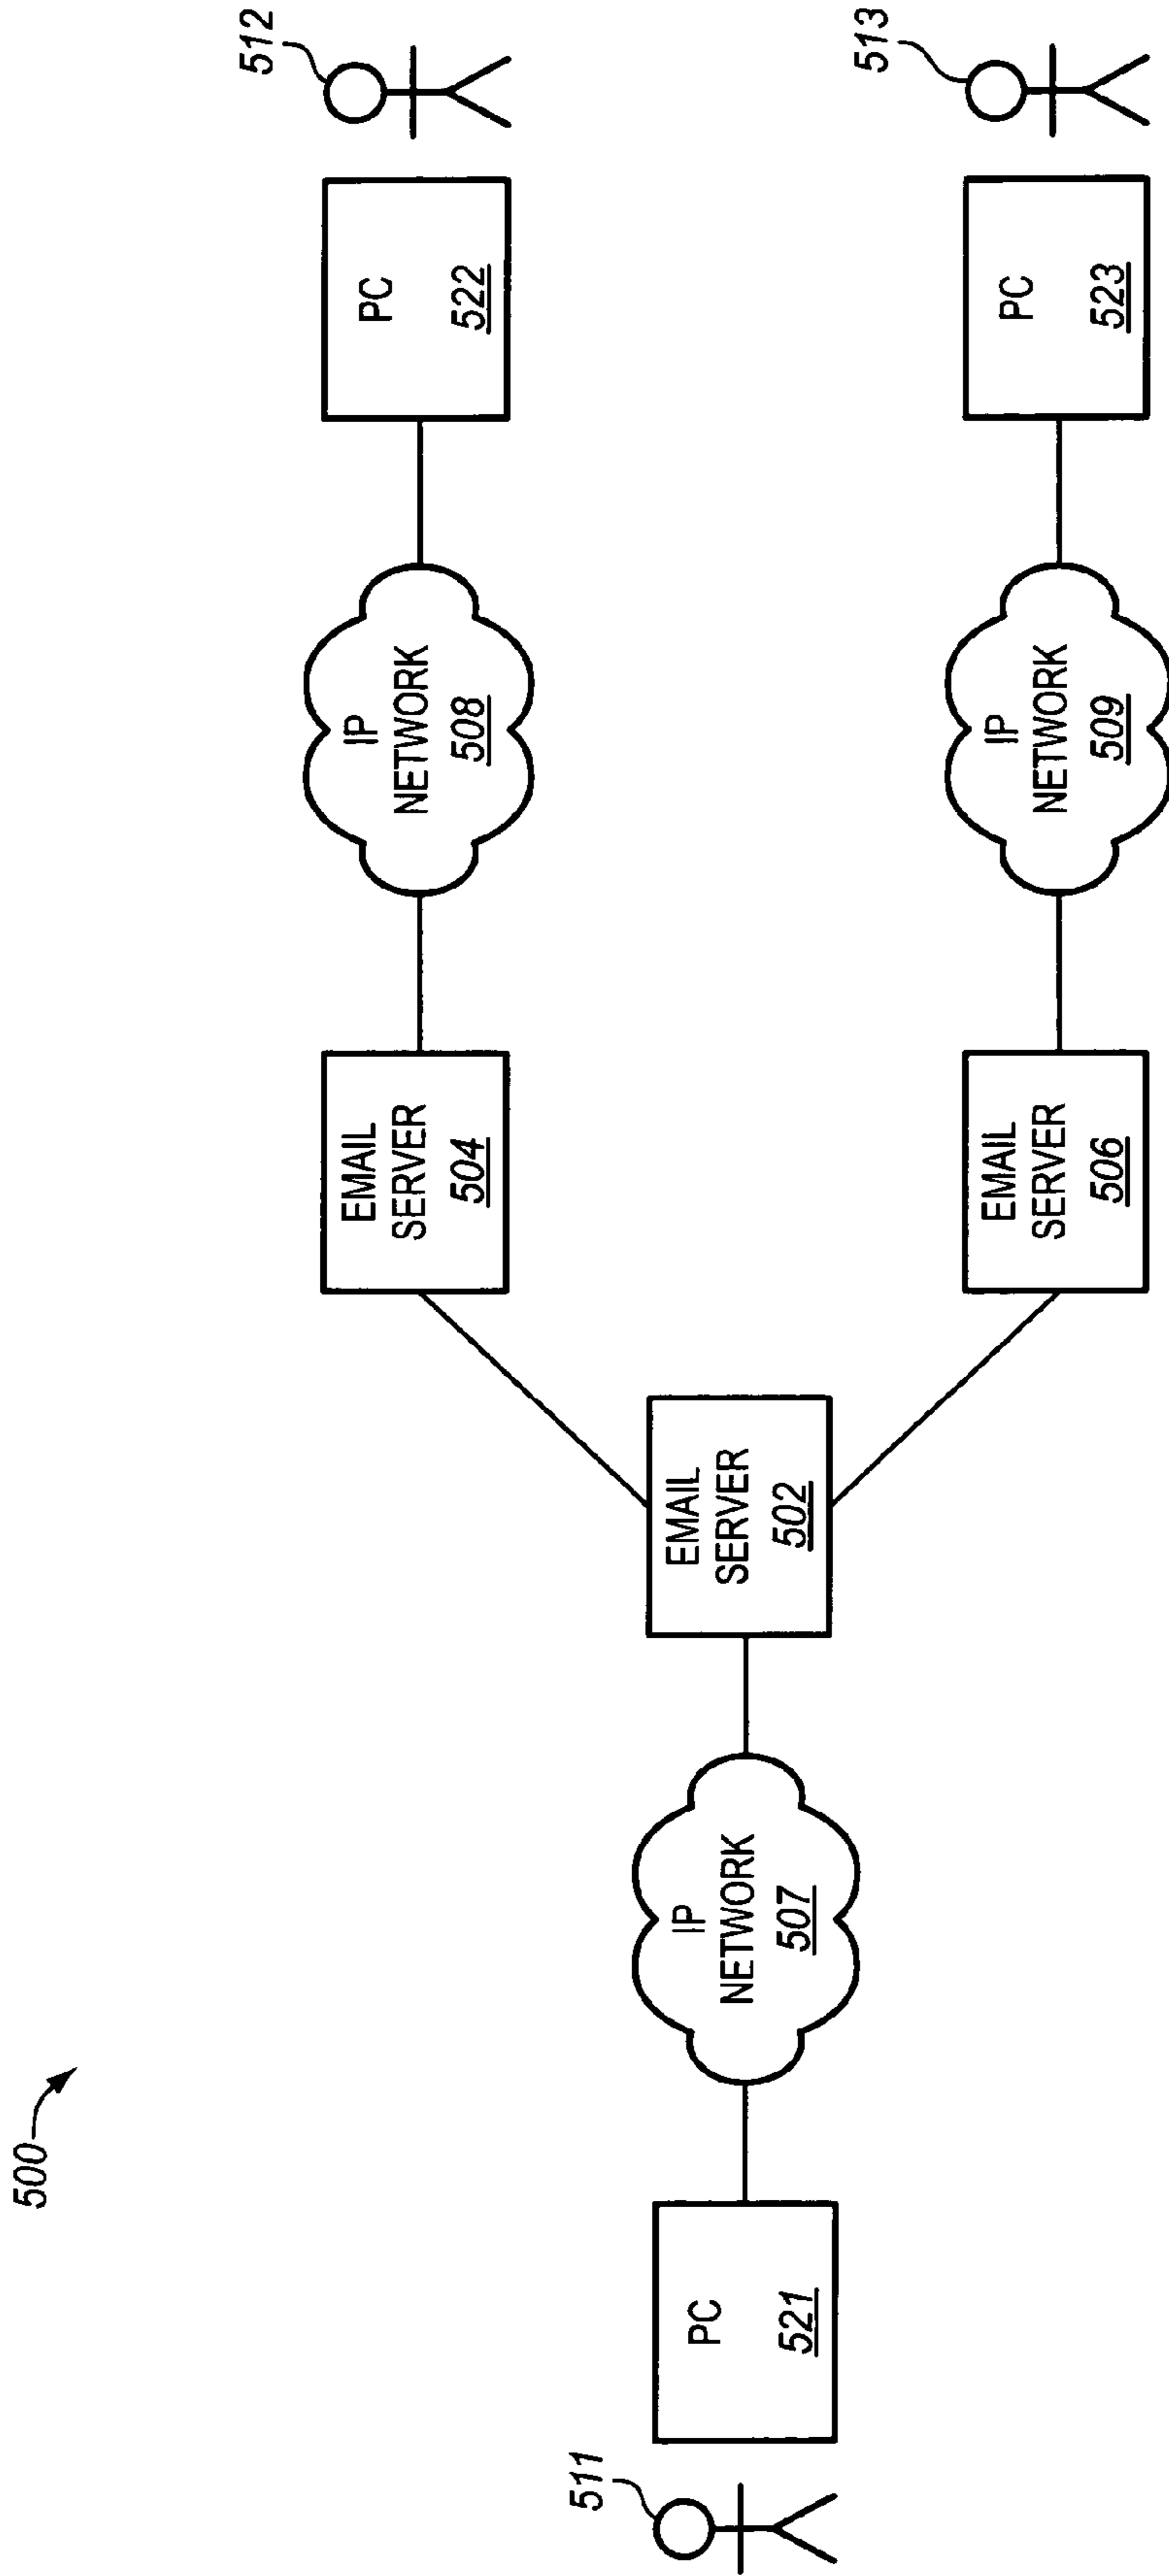 500
511
PC
521
IP
NETWORK
507
EMAIL
SERVER
502
EMAIL
SERVER
504
IP
NETWORK
508
PC
522
512
EMAIL
SERVER
506
IP
NETWORK
509
PC
523
513